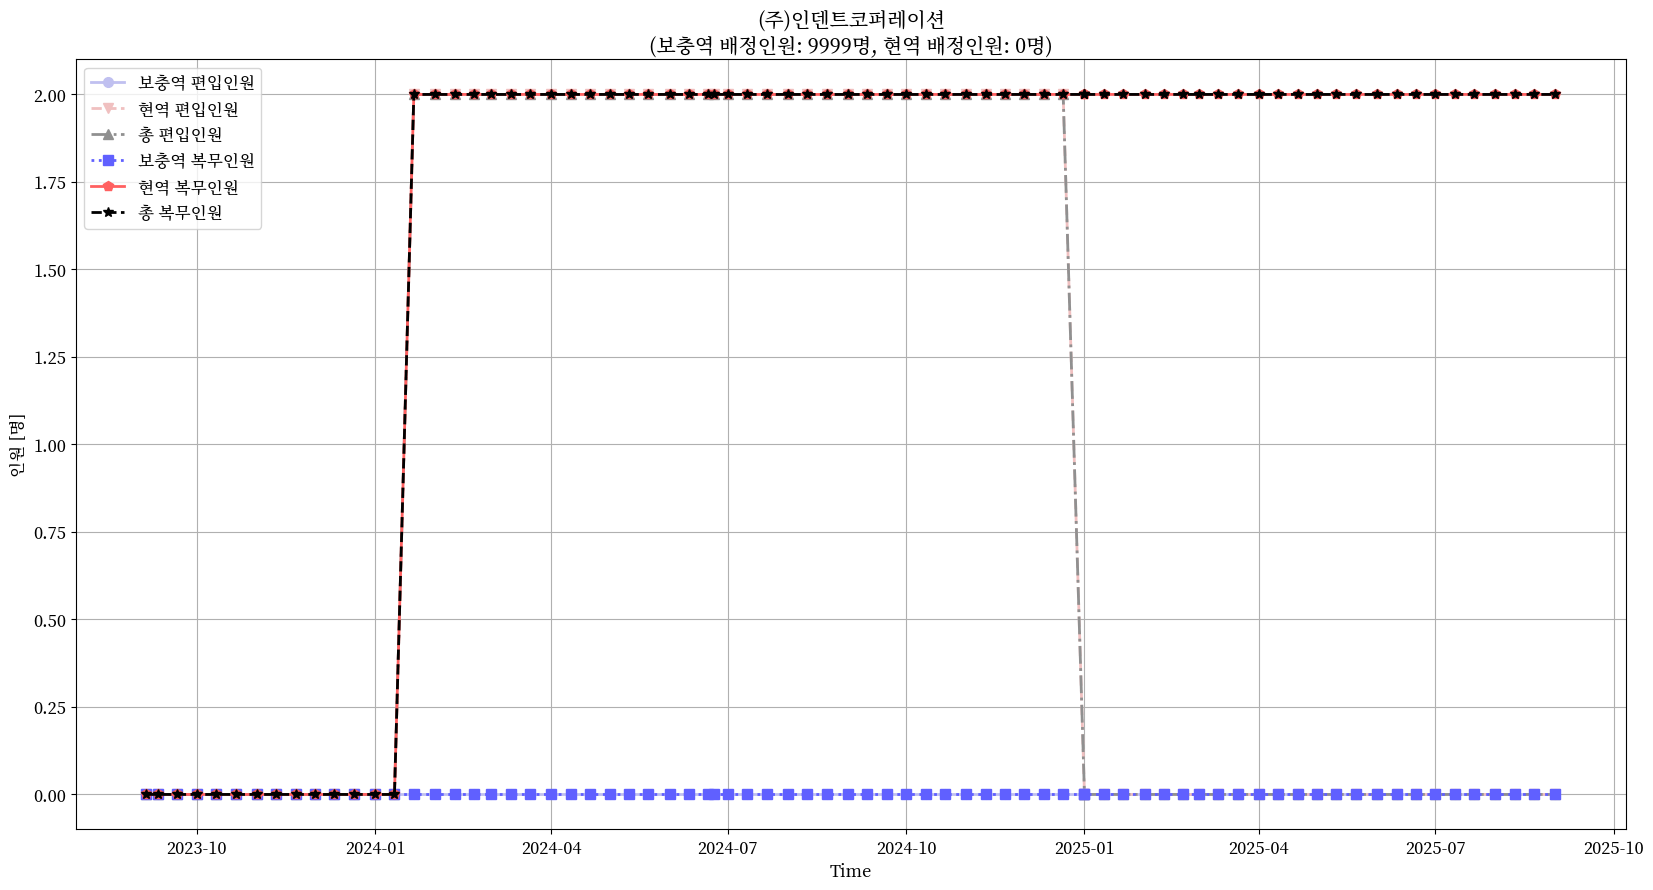 (주)인덴트코퍼레이션
(보충역 배정인원: 9999명, 현역 배정인원: 0명)
보충역 편입인원
현역 편입인원
총 편입인원
보충역 복무인원
현역 복무인원
총 복무인원
인원 [명]
2.00
1.75
1.50
1.25
1.00
0.75
0.50
0.25
0.00
2023-10
2024-01
2024-04
2024-07
2024-10
2025-01
2025-04
2025-07
2025-10
Time